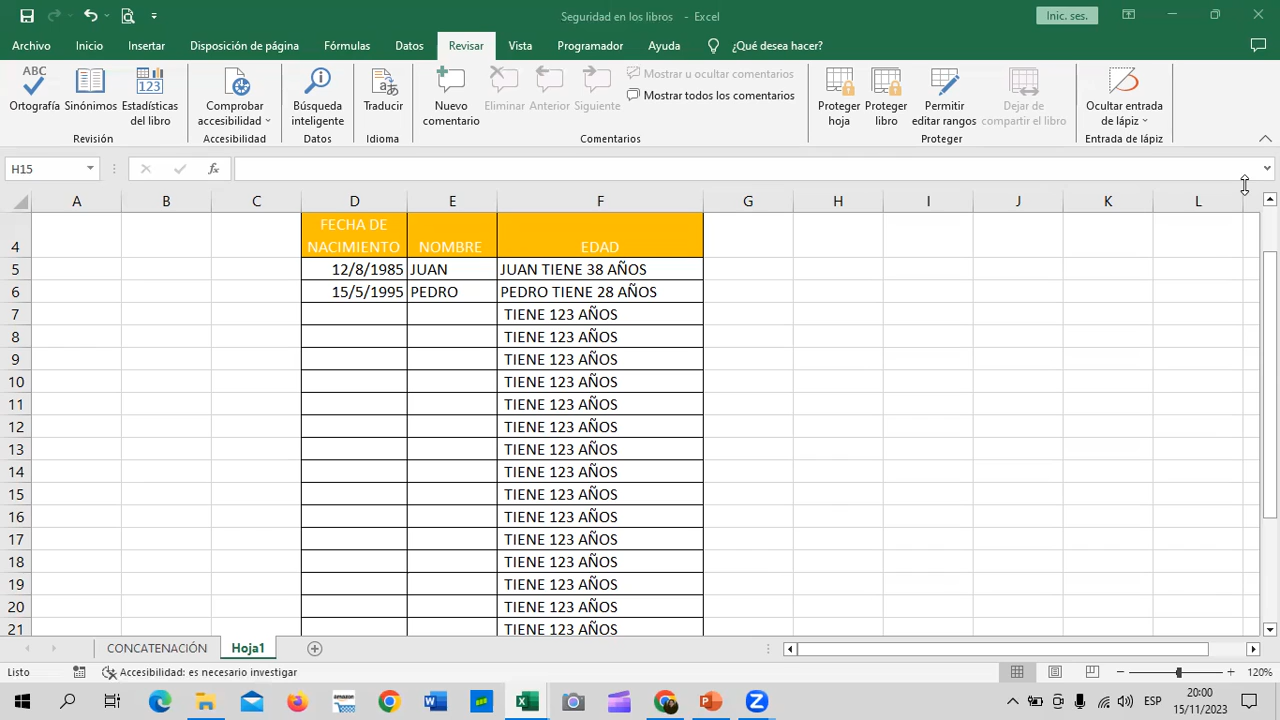 Seguridad en los libros - Excel
Inic. ses.
Archivo Inicio Insertar Disposición de página Fórmulas Datos Revisar Vista Programador Ayuda ¿Qué desea hacer?
ABC
123
Ortografía Sinónimos Estadísticas del libro
Comprobar accesibilidad
Búsqueda inteligente
Traducir
Nuevo comentario
Eliminar Anterior Siguiente
Mostrar u ocultar comentarios
Mostrar todos los comentarios
Proteger hoja
Proteger libro
Permitir editar rangos
Dejar de compartir el libro
Ocultar entrada de lápiz
Revisión Accesibilidad Datos Idioma Comentarios Proteger Entrada de lápiz
H15 fx
A B C D E F G H I J K L
4 FECHA DE NACIMIENTO NOMBRE EDAD
5 12/8/1985 JUAN JUAN TIENE 38 AÑOS
6 15/5/1995 PEDRO PEDRO TIENE 28 AÑOS
7 TIENE 123 AÑOS
8 TIENE 123 AÑOS
9 TIENE 123 AÑOS
10 TIENE 123 AÑOS
11 TIENE 123 AÑOS
12 TIENE 123 AÑOS
13 TIENE 123 AÑOS
14 TIENE 123 AÑOS
15 TIENE 123 AÑOS
16 TIENE 123 AÑOS
17 TIENE 123 AÑOS
18 TIENE 123 AÑOS
19 TIENE 123 AÑOS
20 TIENE 123 AÑOS
21 TIENE 123 AÑOS
CONCATENACIÓN Hoja1
Listo Accesibilidad: es necesario investigar 120%
ESP
20:00
15/11/2023